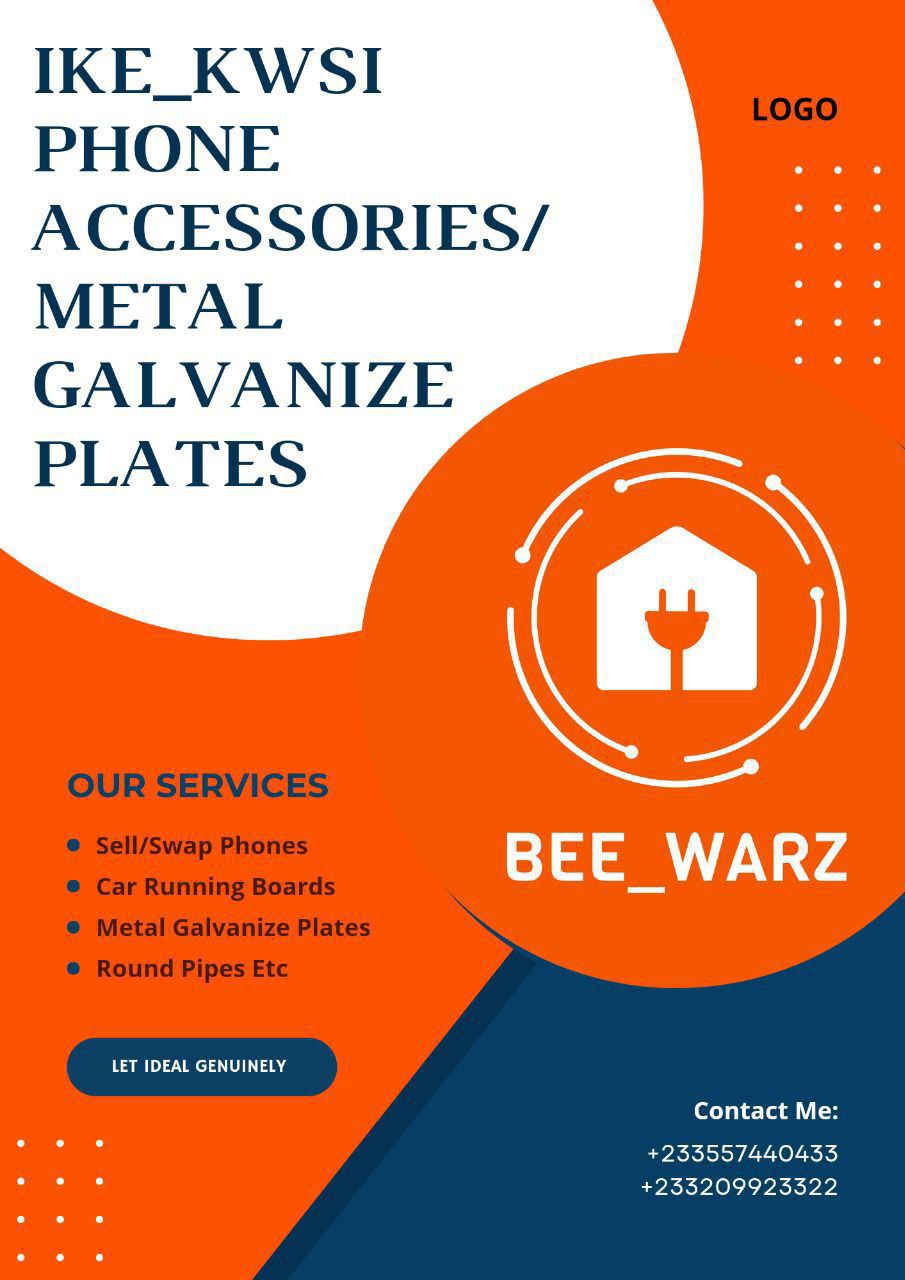 IKE_KWSI
PHONE
ACCESSORIES/
METAL
GALVANIZE
PLATES
LOGO
BEE_WARZ
OUR SERVICES
Sell/Swap Phones
Car Running Boards
Metal Galvanize Plates
Round Pipes Etc
LET IDEAL GENUINELY
Contact Me:
+233557440433
+233209923322